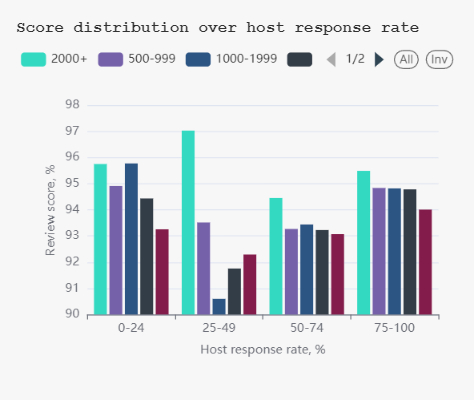 Score distribution over host response rate
2000+ 500-999 1000-1999 1/2 All Inv
98
97
96
95
94
93
92
91
90
Review score, %
0-24 25-49 50-74 75-100
Host response rate, %